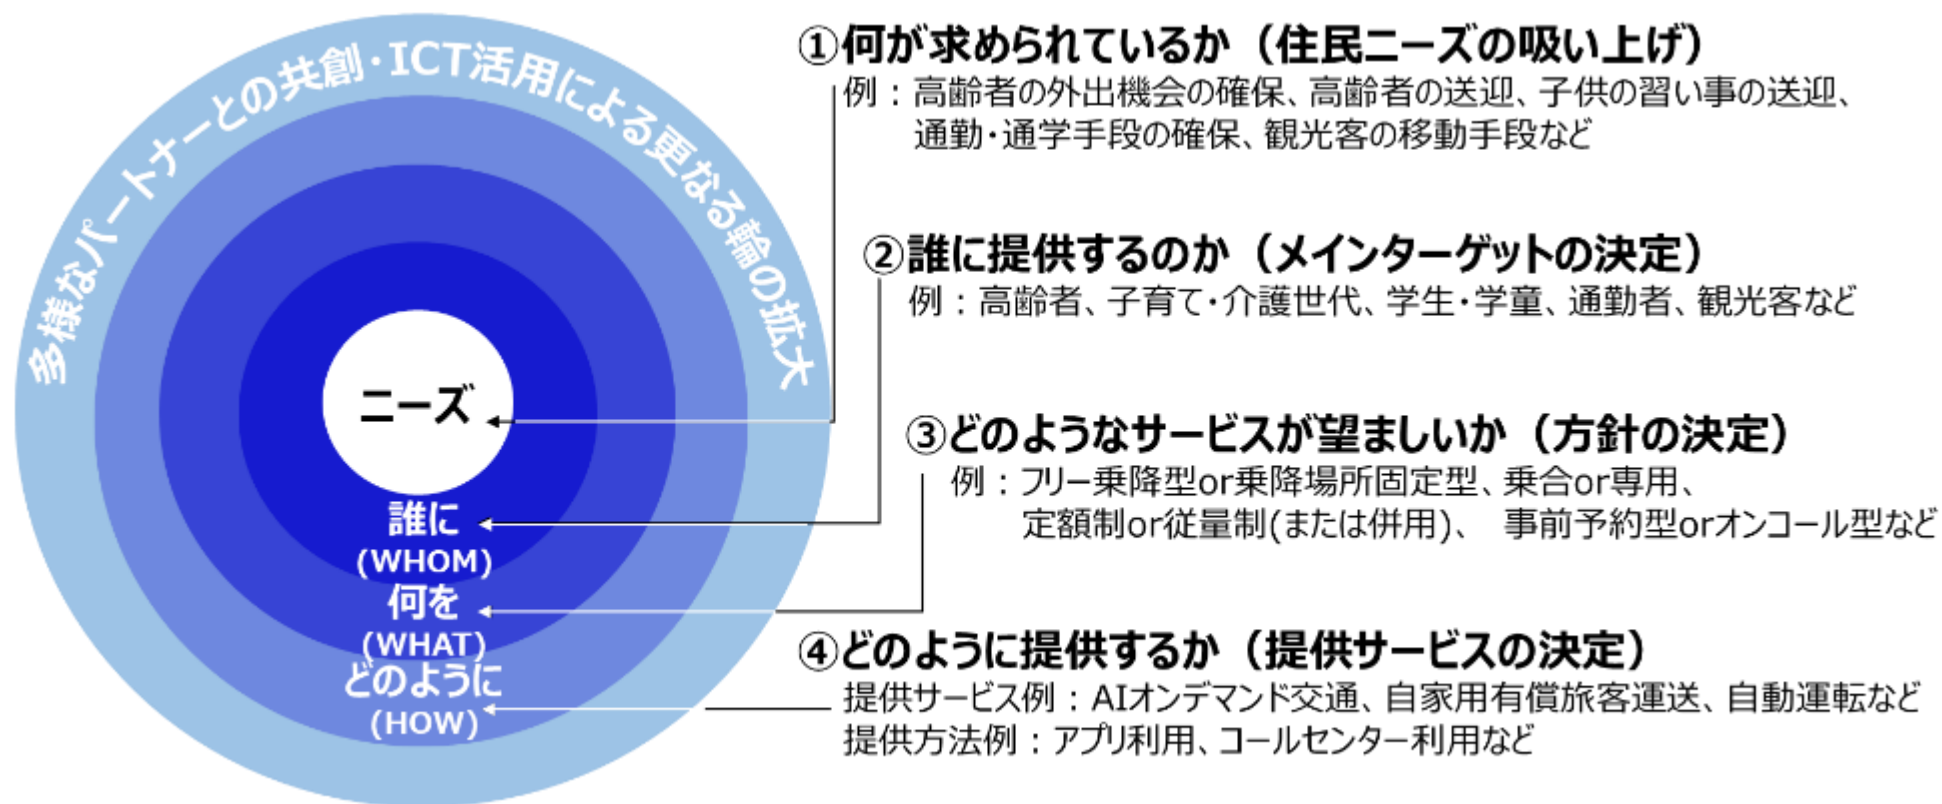 多様なパートナーとの共創・ICT活用による更なる輪の拡大
ニーズ
誰に
(WHOM)
何を
(WHAT)
どのように
(HOW)
①何が求められているか（住民ニーズの吸い上げ）
例：高齢者の外出機会の確保、高齢者の送迎、子供の習い事の送迎、
通勤・通学手段の確保、観光客の移動手段など
②誰に提供するのか（メインターゲットの決定）
例：高齢者、子育て・介護世代、学生・学童、通勤者、観光客など
③どのようなサービスが望ましいか（方針の決定）
例：フリー乗降型or乗降場所固定型、乗合or専用、
定額制or従量制(または併用)、 事前予約型orオンコール型など
④どのように提供するか（提供サービスの決定）
提供サービス例：AIオンデマンド交通、自家用有償旅客運送、自動運転など
提供方法例：アプリ利用、コールセンター利用など